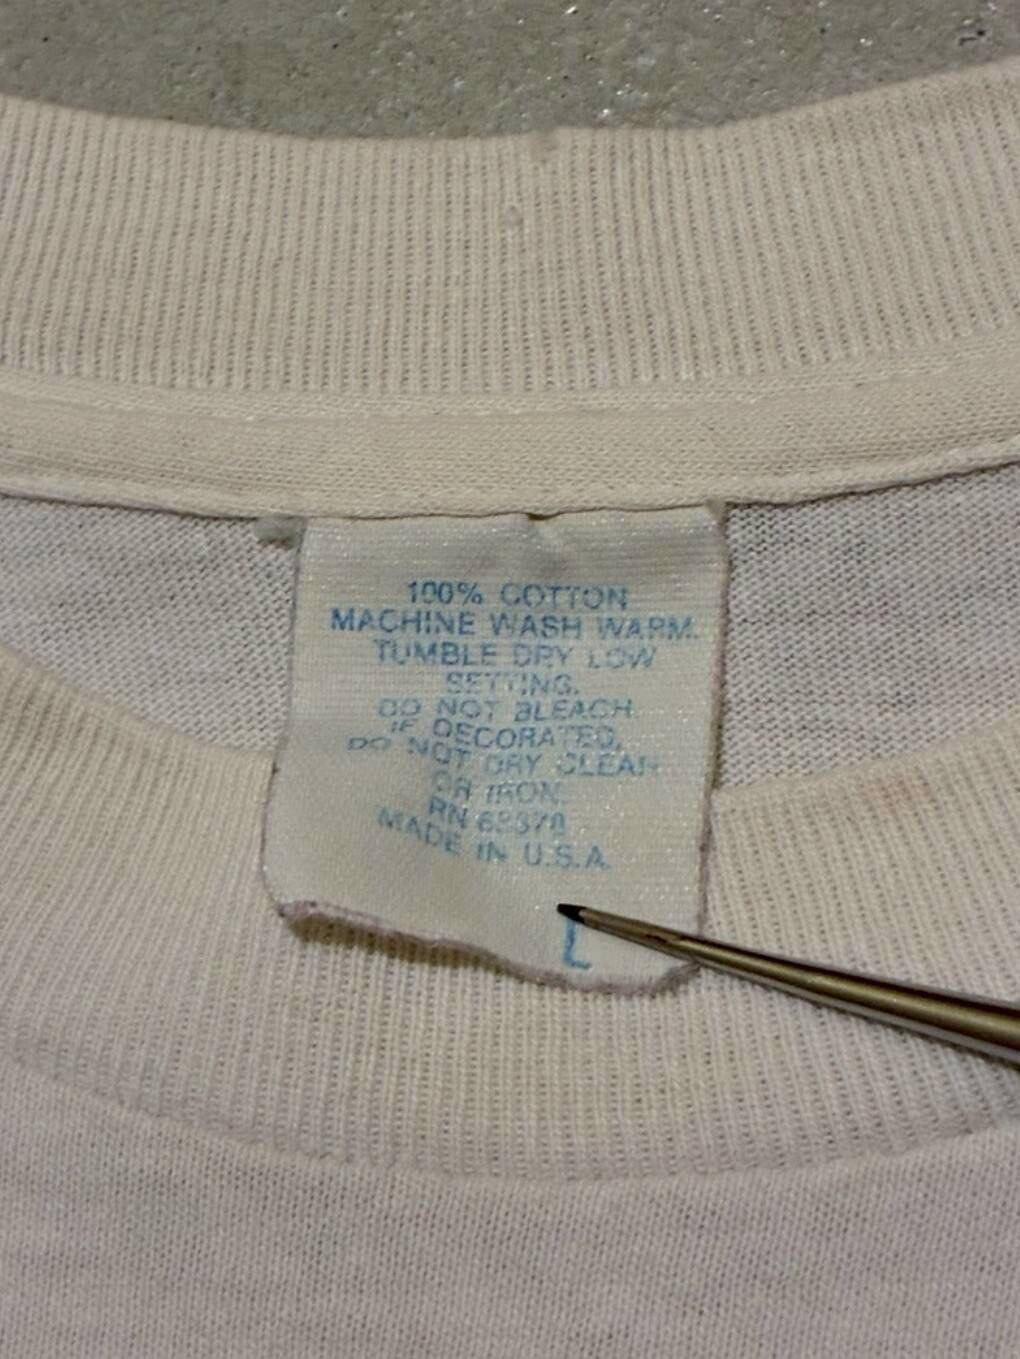 100% COTTON
MACHINE WASH WARM.
TUMBLE DRY LOW
SETTING.
DO NOT BLEACH
IF DECORATED,
DO NOT DRY CLEAN
OR IRON
RN
MADE IN U.S.A.
L